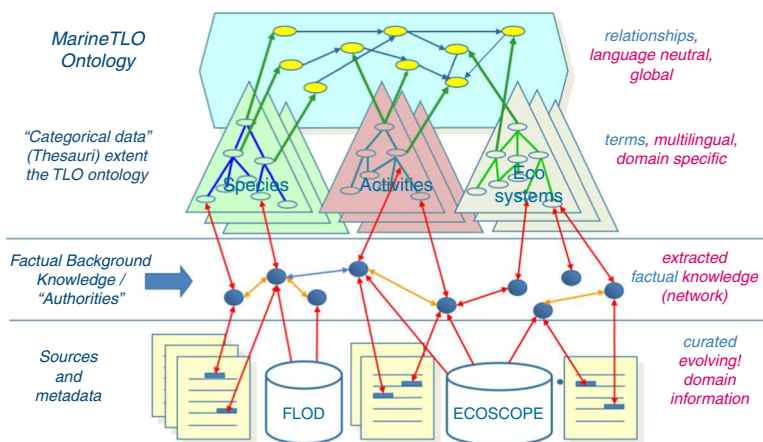 MarineTLO
Ontology
relationships,
language neutral,
global
“Categorical data”
(Thesauri) extent
the TLO ontology
Species
Activities
Eco
systems
terms, multilingual,
domain specific
Factual Background
Knowledge /
“Authorities”
extracted
factual knowledge
(network)
Sources
and
metadata
FLOD
ECOSCOPE
curated
evolving!
domain
information